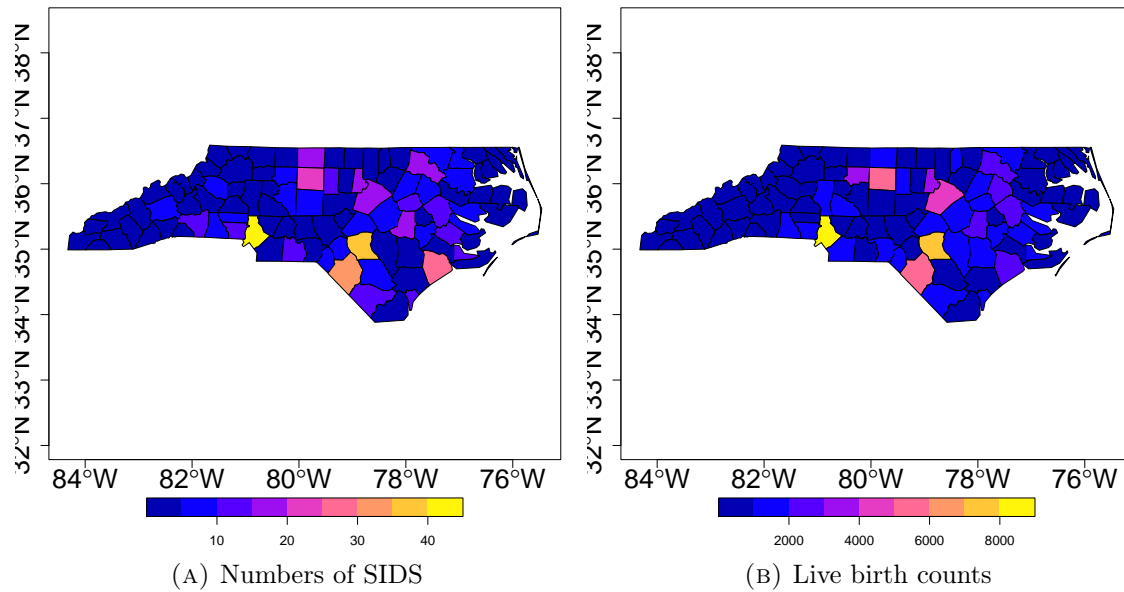 38°N
37°N
36°N
35°N
34°N
33°N
32°N
84°W 82°W 80°W 78°W 76°W
10 20 30 40
(A) Numbers of SIDS
38°N
37°N
36°N
35°N
34°N
33°N
32°N
84°W 82°W 80°W 78°W 76°W
2000 4000 6000 8000
(B) Live birth counts